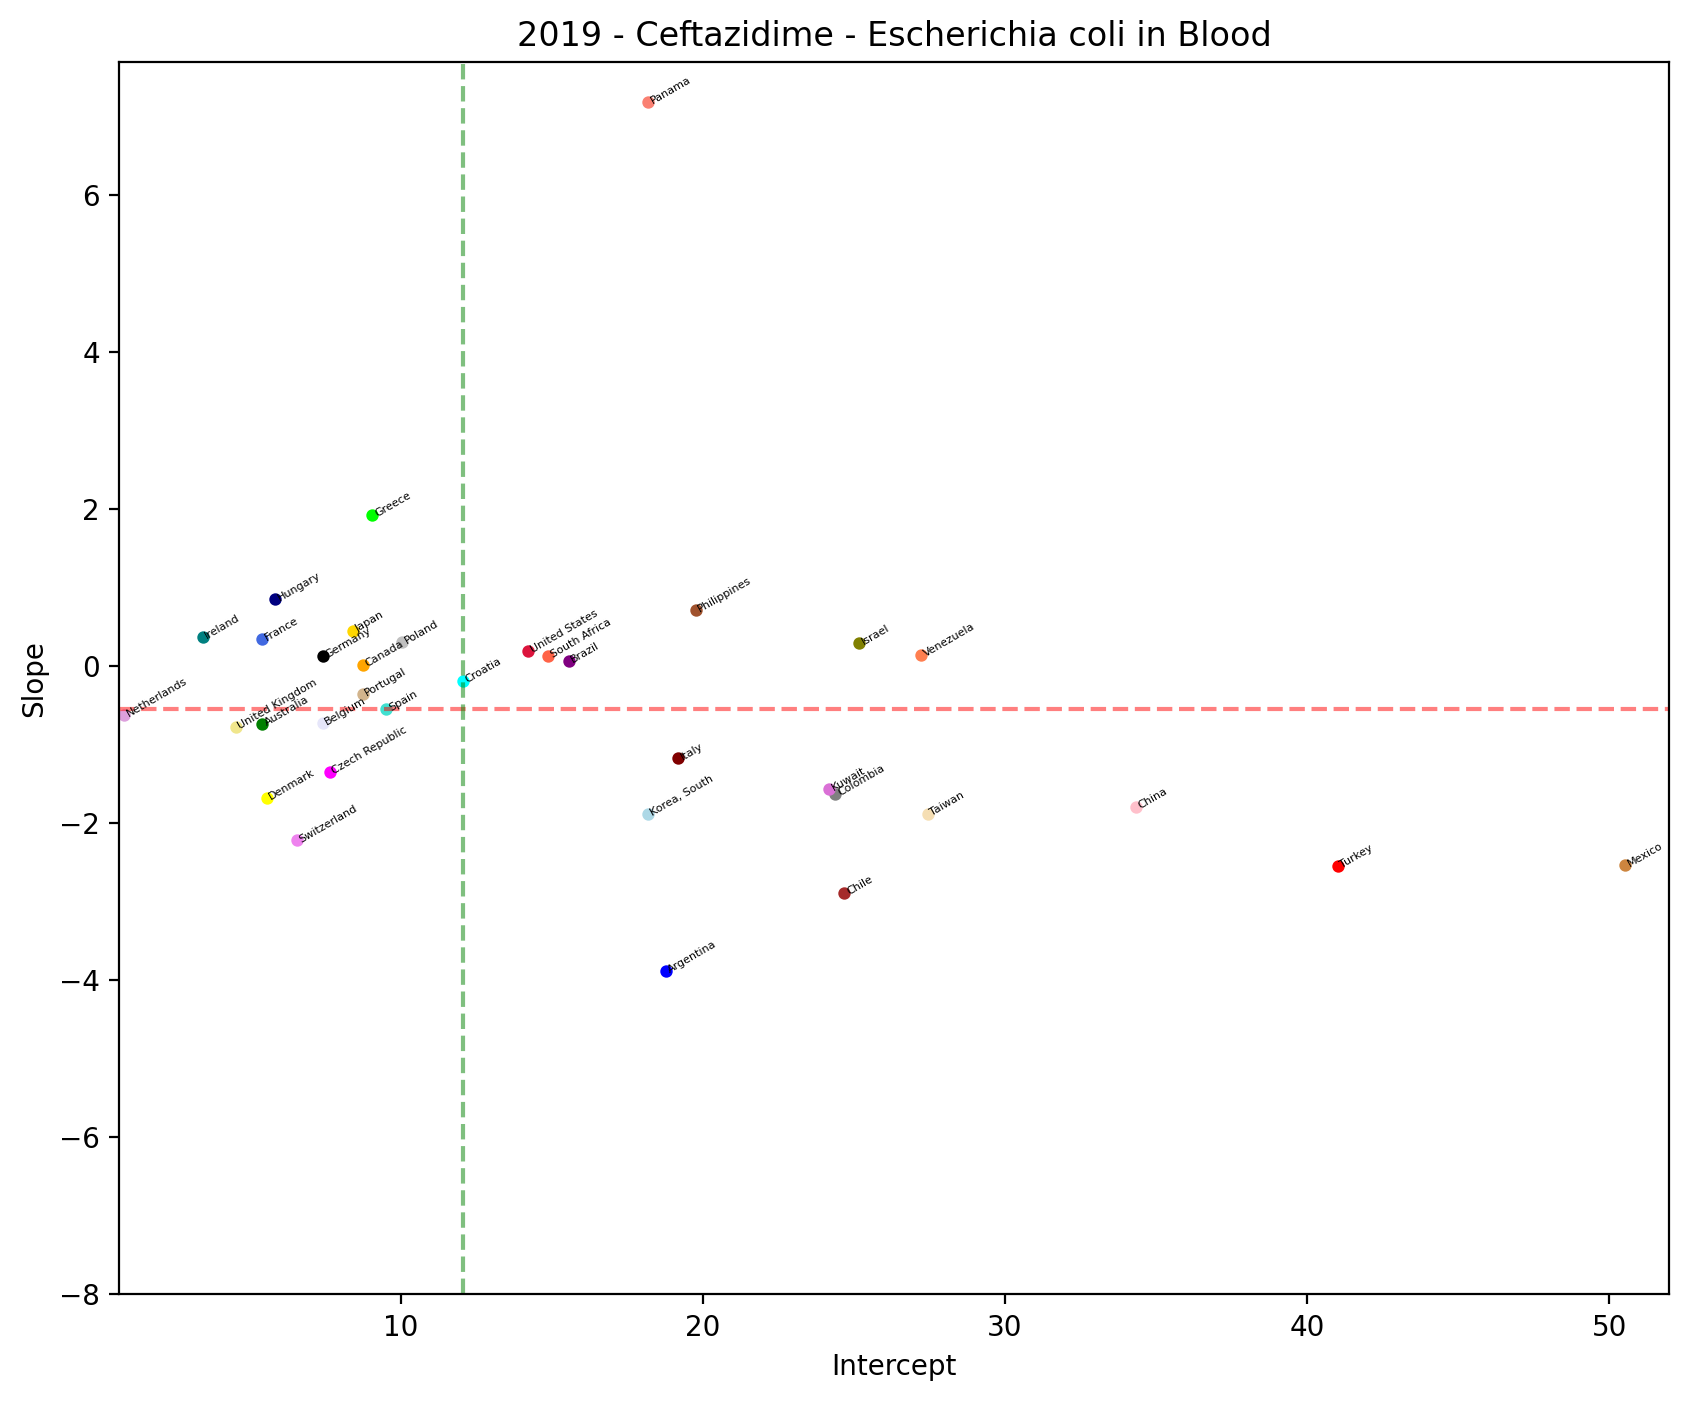 2019 - Ceftazidime - Escherichia coli in Blood
Panama
6
4
Greece
2
Hungary
Philippines
Ireland
France
Japan
Germany
Poland
Canada
United States
South Africa
Brazil
Israel
Venezuela
0
Croatia
Portugal
Netherlands
United Kingdom
Australia
Belgium
Spain
Slope
Czech Republic
Italy
Denmark
Korea, South
Kuwait
Colombia
Taiwan
China
−2
Switzerland
Turkey
Mexico
Chile
Argentina
−4
−6
−8
10
20
30
40
50
Intercept